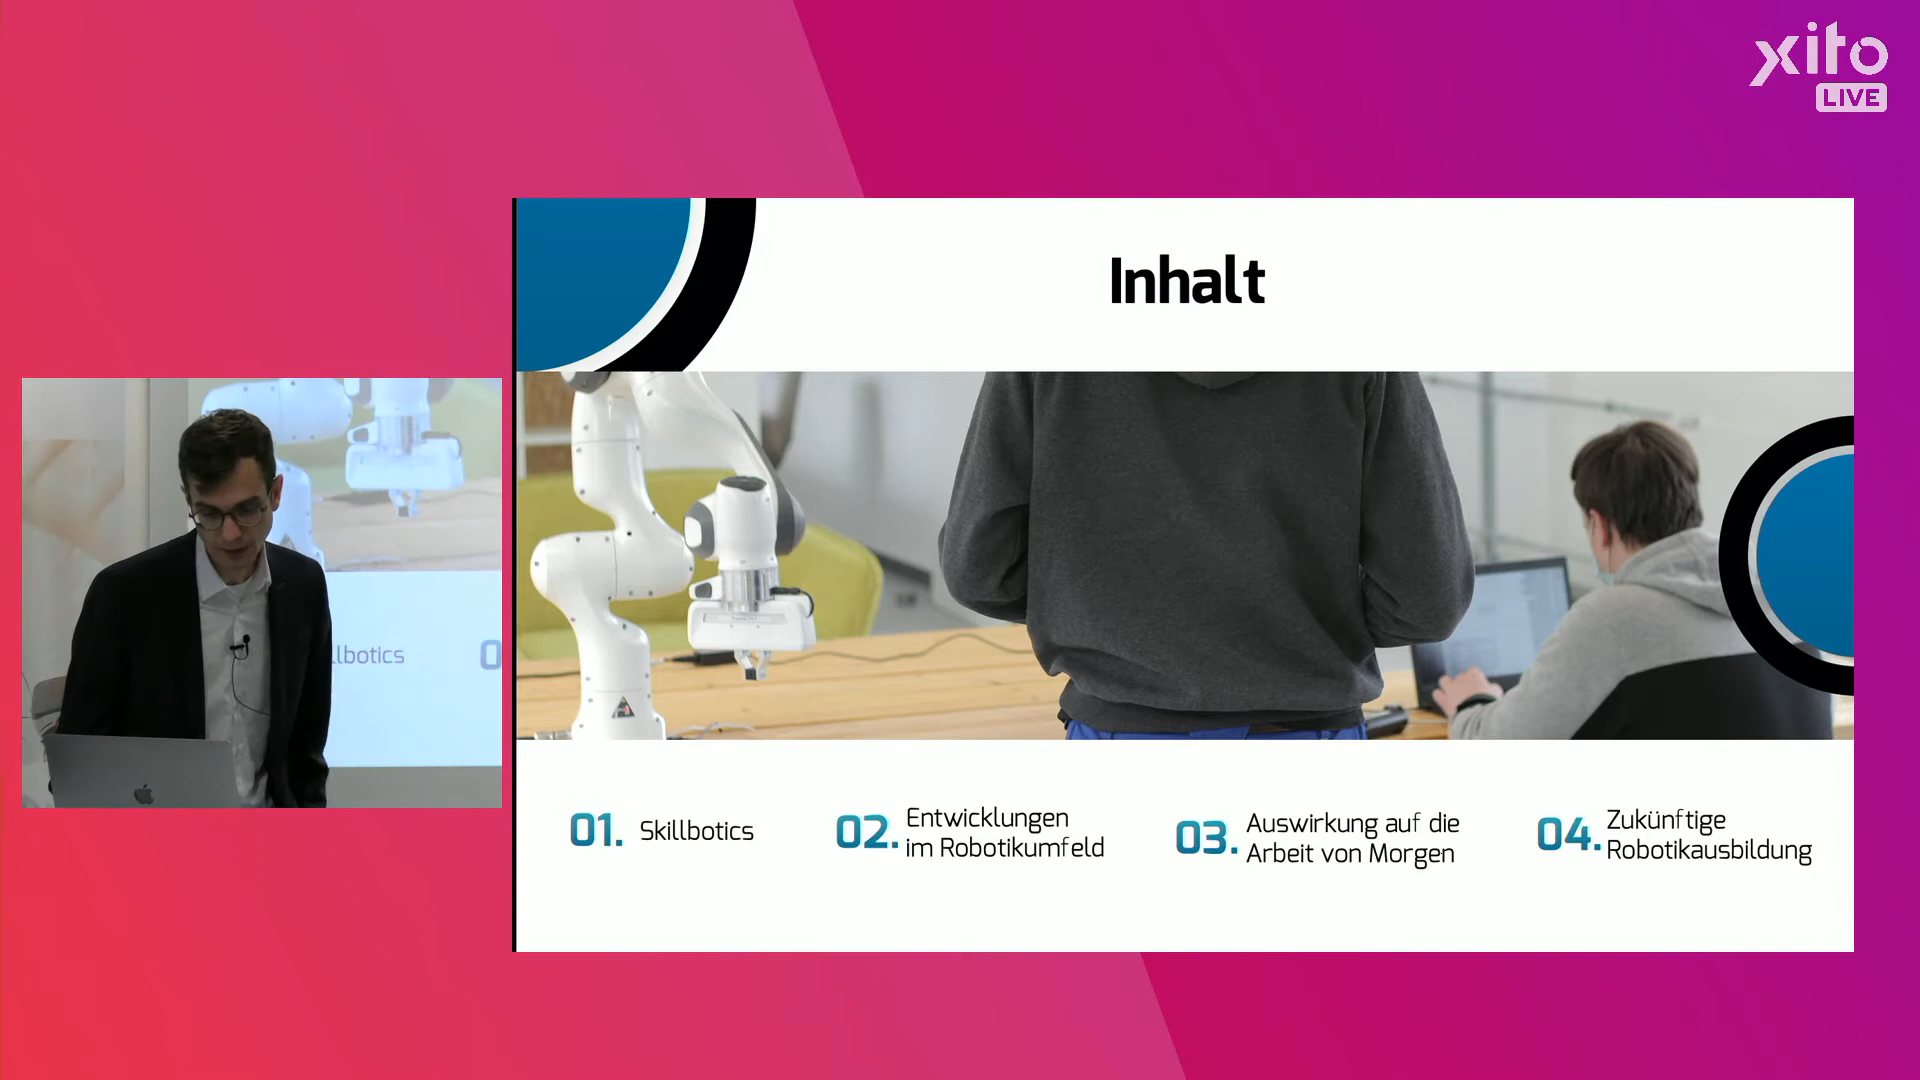 xito
LIVE
Inhalt
llbotics
0
01. Skillbotics
02. Entwicklungen
im Robotikumfeld
03. Auswirkung auf die
Arbeit von Morgen
04. Zukünftige
Robotikausbildung